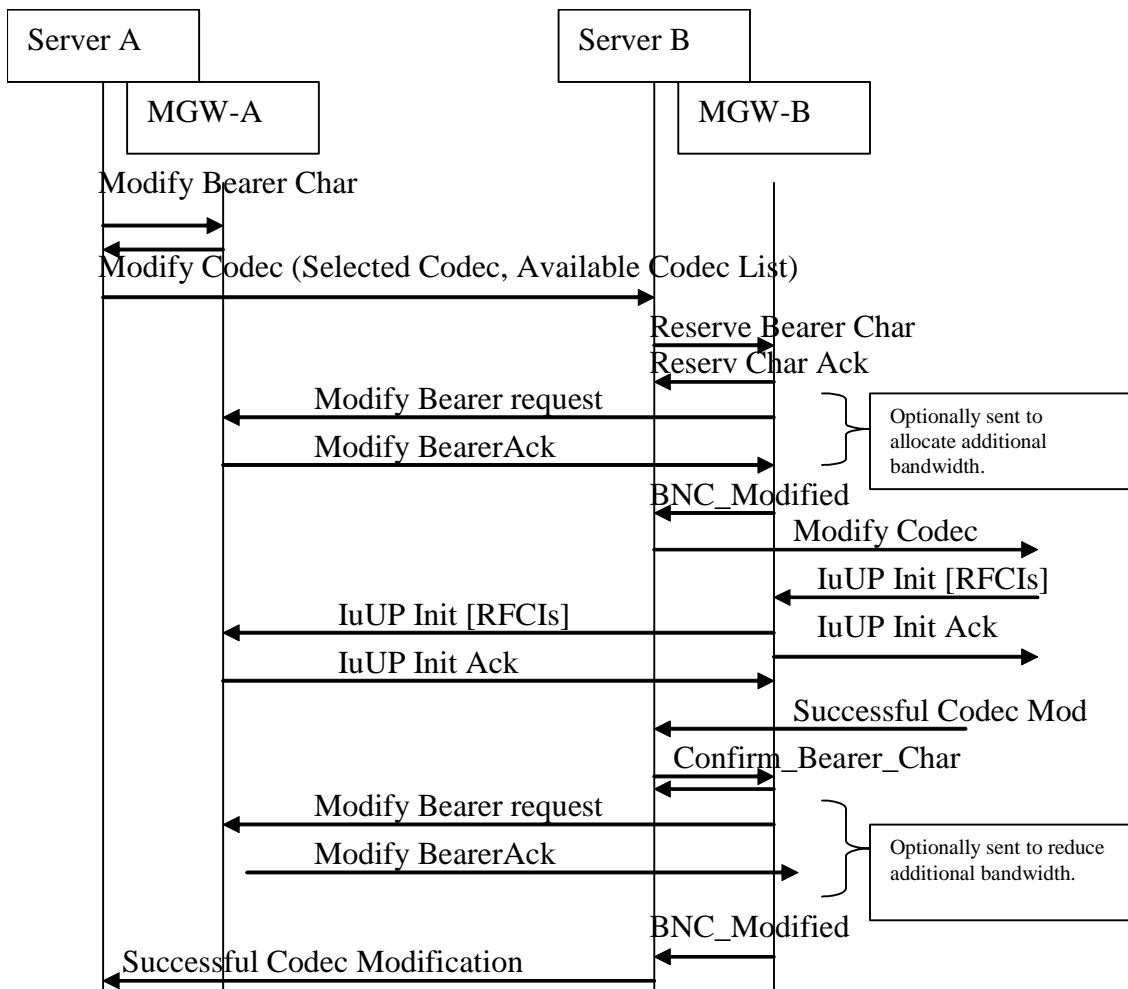 Server A
Server B
MGW-A
MGW-B
Modify Bearer Char
Modify Codec (Selected Codec, Available Codec List)
Reserve Bearer Char
Reserv Char Ack
Modify Bearer request
Optionally sent to
allocate additional
bandwidth.
Modify BearerAck
BNC_Modified
Modify Codec
IuUP Init [RFCIs]
IuUP Init [RFCIs]
IuUP Init Ack
IuUP Init Ack
Successful Codec Mod
Confirm_Bearer_Char
Modify Bearer request
Optionally sent to reduce
additional bandwidth.
Modify BearerAck
BNC_Modified
Successful Codec Modification